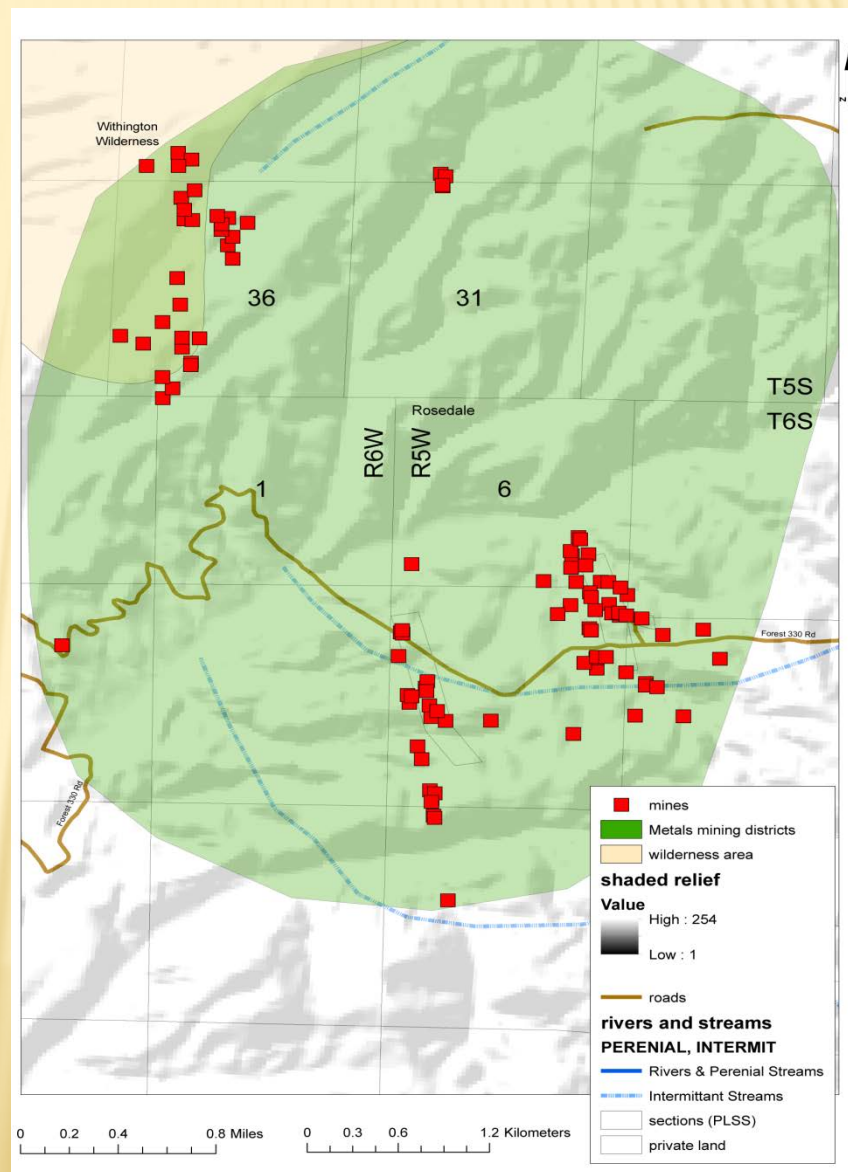 Withington
Wilderness
36
31
T5S
T6S
Rosedale
R6W
R5W
1
6
Forest 330 Rd
Forest 330 Rd
mines
Metals mining districts
wilderness area
shaded relief
Value
High : 254
Low : 1
roads
rivers and streams
PERENIAL, INTERMIT
Rivers & Perenial Streams
Intermittant Streams
sections (PLSS)
private land
0 0.2 0.4 0.8 Miles
0 0.3 0.6 1.2 Kilometers